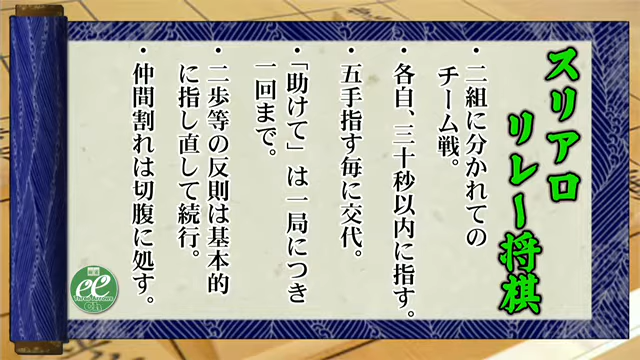 スリアロ
リレー将棋
・二組に分かれての
チーム戦。
・各自、三十秒以内に指す。
・五手指す毎に交代。
・「助けて」は一局につき
一回まで。
・二歩等の反則は基本的
に指し直して続行。
・仲間割れは切腹に処す。
ee
Ch